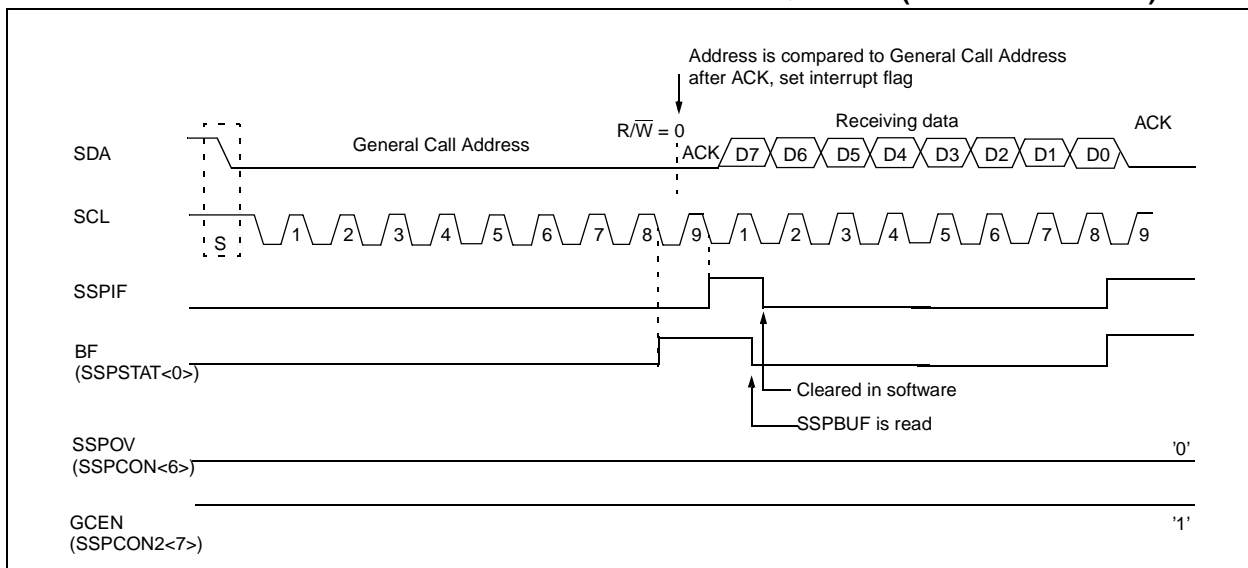 Address is compared to General Call Address
after ACK, set interrupt flag
R/W = 0
Receiving data
ACK
SDA
General Call Address
ACK
D7
D6
D5
D4
D3
D2
D1
D0
SCL
S
1
2
3
4
5
6
7
8
9
1
2
3
4
5
6
7
8
9
SSPIF
BF
(SSPSTAT<0>)
Cleared in software
SSPBUF is read
SSPOV
(SSPCON<6>)
'0'
GCEN
(SSPCON2<7>)
'1'